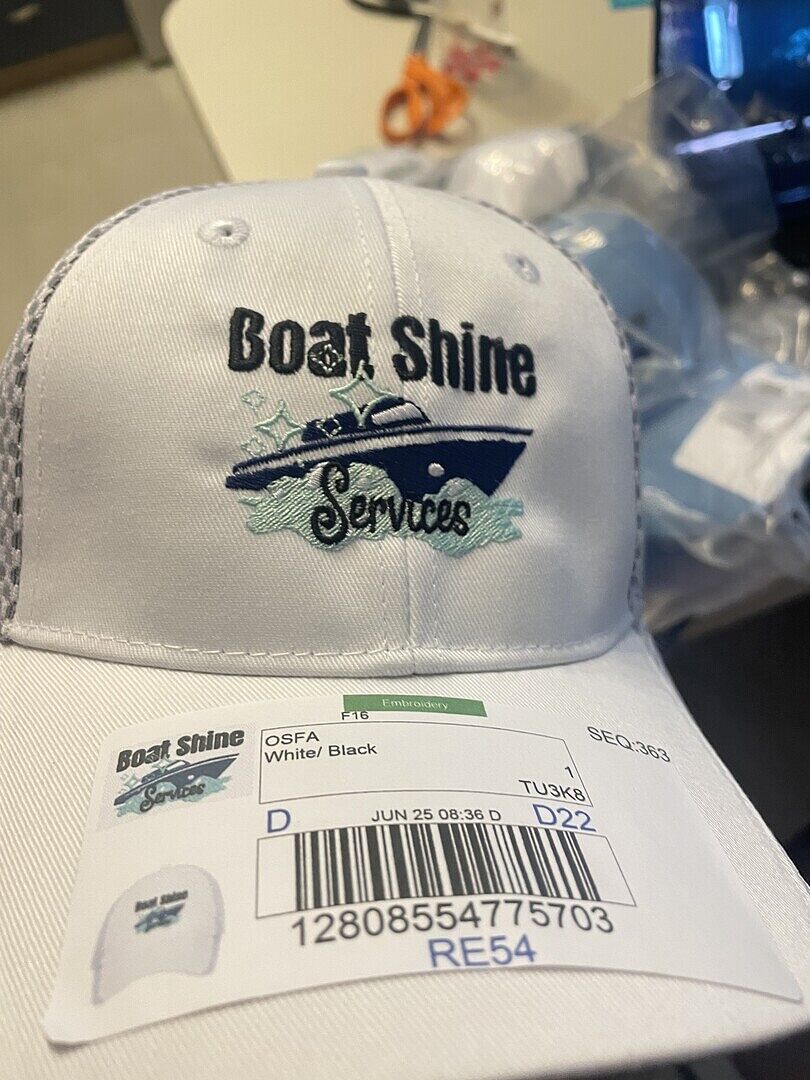 Boat Shine
Services
Embroidery
F16
OSFA
White/ Black
1
TU3K8
SEQ:363
Boat Shine
Services
D
JUN 25 08:36 D
D22
12808554775703
RE54
Boat Shine